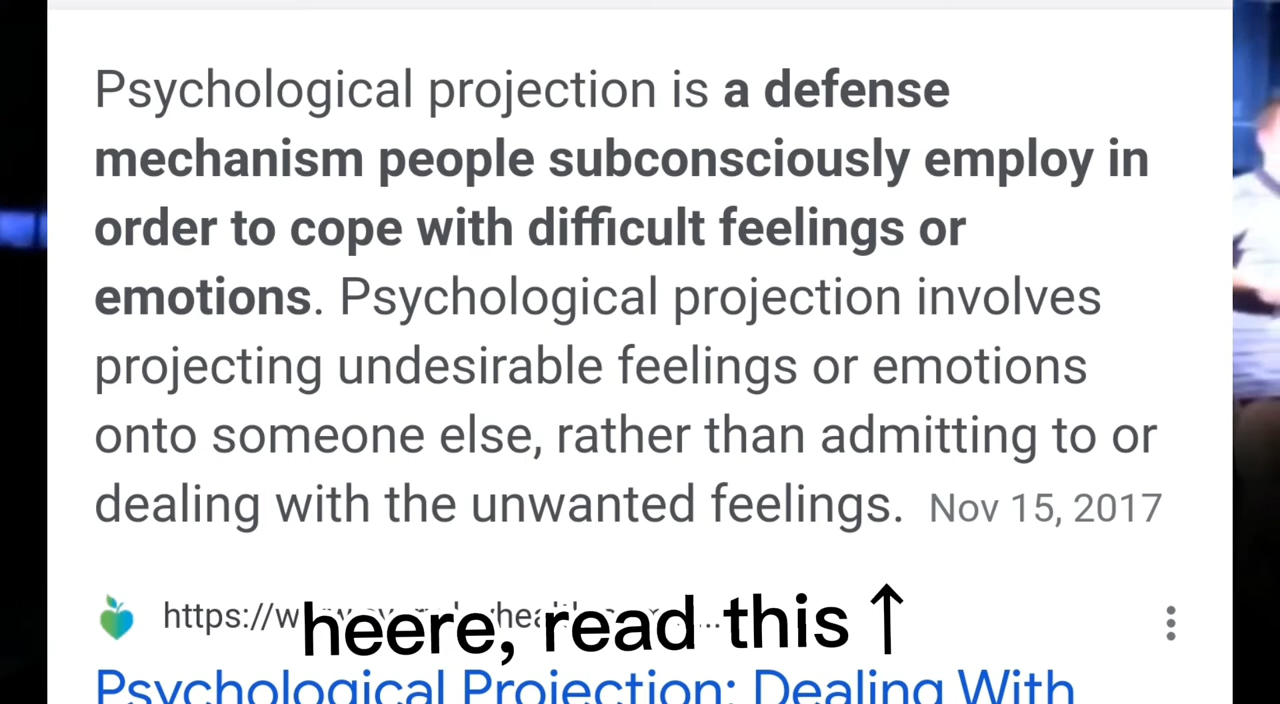 Psychological projection is a defense
mechanism people subconsciously employ in
order to cope with difficult feelings or
emotions. Psychological projection involves
projecting undesirable feelings or emotions
onto someone else, rather than admitting to or
dealing with the unwanted feelings. Nov 15, 2017
heere, read this ↑
Psychological Projection: Dealing With